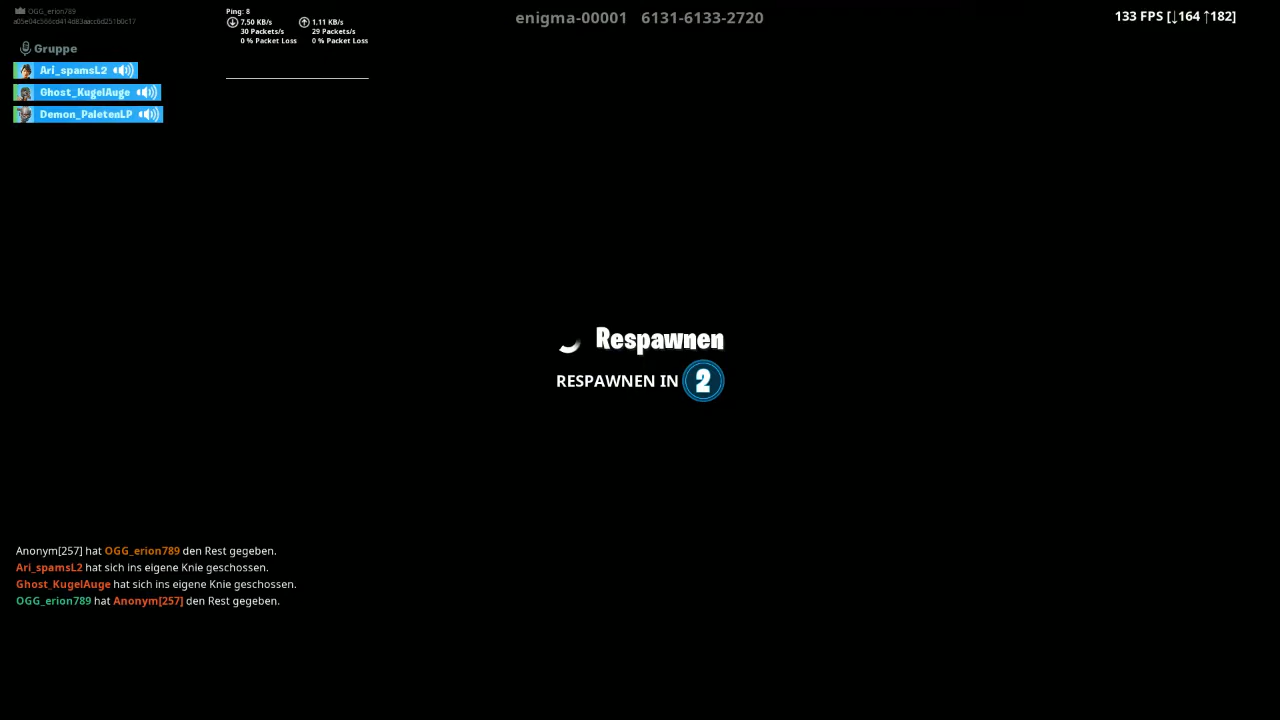 OGG_erion789
Ping: 8
7.50 KB/s 1.11 KB/s
30 Packets/s 29 Packets/s
0 % Packet Loss 0 % Packet Loss
enigma-00001 6131-6133-2720
133 FPS [↓164 ↑182]
Gruppe
Ari_spamsL2
Ghost_KugelAuge
Demon_PaletenLP
Respawnen
RESPAWNEN IN 2
Anonym[257] hat OGG_erion789 den Rest gegeben.
Ari_spamsL2 hat sich ins eigene Knie geschossen.
Ghost_KugelAuge hat sich ins eigene Knie geschossen.
OGG_erion789 hat Anonym[257] den Rest gegeben.